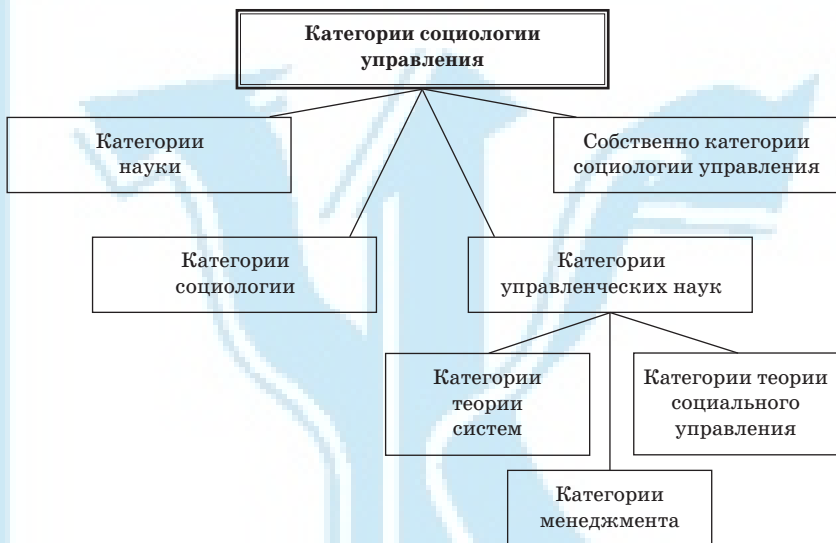 Категории социологии
управления
Категории
науки
Собственно категории
социологии управления
Категории
социологии
Категории
управленческих наук
Категории
теории
систем
Категории теории
социального
управления
Категории
менеджмента